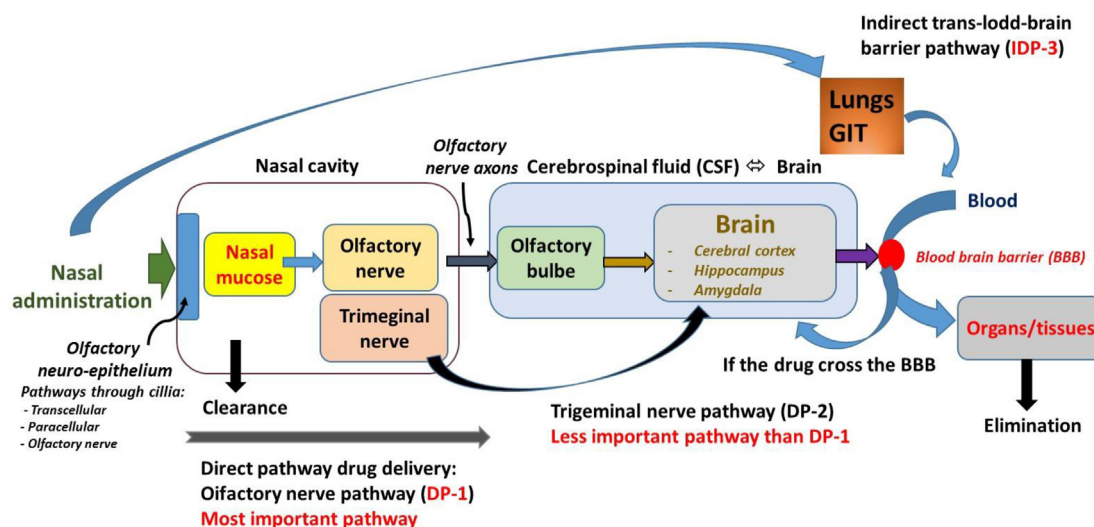 Indirect trans-lodd-brain
barrier pathway (IDP-3)
Lungs
GIT
Olfactory
nerve axons
Nasal cavity
Cerebrospinal fluid (CSF) ⇔ Brain
Blood
Nasal
administration
Nasal
mucose
Olfactory
nerve
Trimeginal
nerve
Olfactory
bulbe
Brain
- Cerebral cortex
- Hippocampus
- Amygdala
Blood brain barrier (BBB)
Organs/tissues
Olfactory
neuro-epithelium
Pathways through cillia:
- Transcellular
- Paracellular
- Olfactory nerve
Clearance
If the drug cross the BBB
Elimination
Trigeminal nerve pathway (DP-2)
Less important pathway than DP-1
Direct pathway drug delivery:
Oifactory nerve pathway (DP-1)
Most important pathway